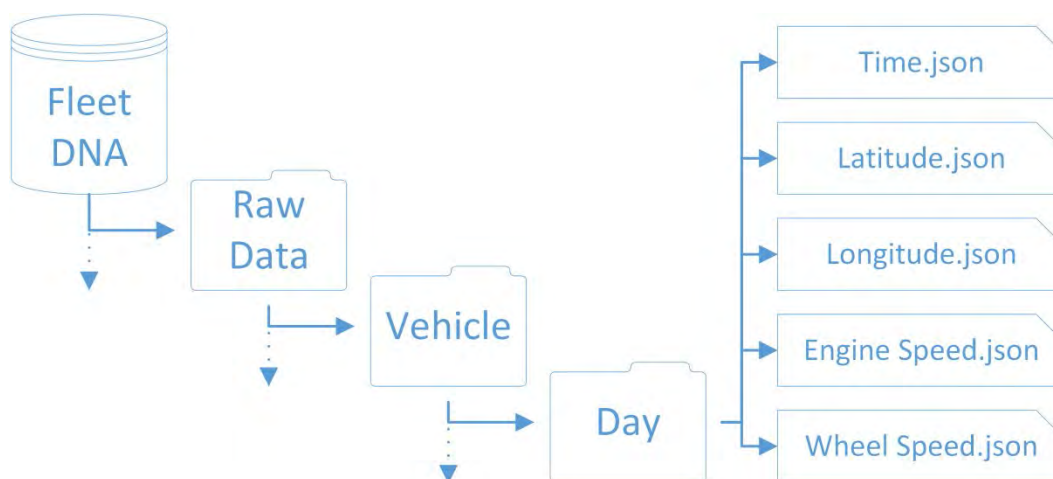 Fleet
DNA
Raw
Data
Vehicle
Day
Time.json
Latitude.json
Longitude.json
Engine Speed.json
Wheel Speed.json